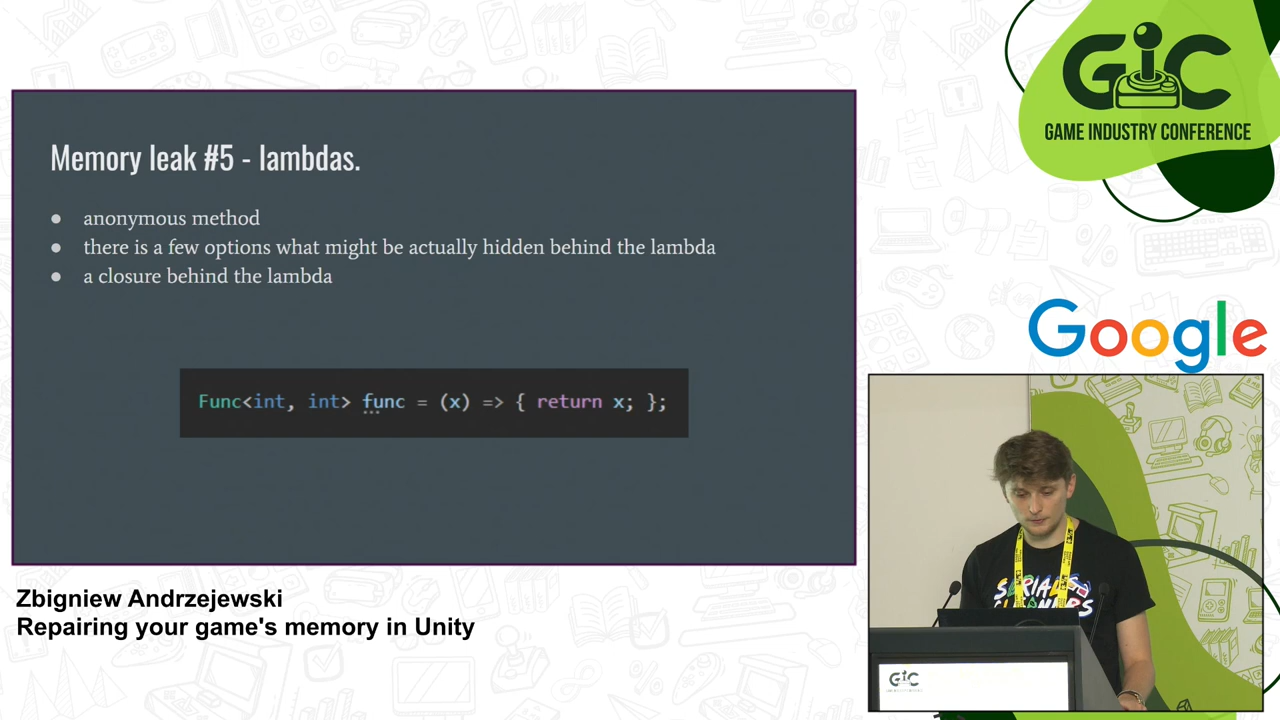 Memory leak #5 - lambdas.
● anonymous method
● there is a few options what might be actually hidden behind the lambda
● a closure behind the lambda
Func<int, int> func = (x) => { return x; };
Zbigniew Andrzejewski
Repairing your game's memory in Unity
GIC
GAME INDUSTRY CONFERENCE
Google
GIC